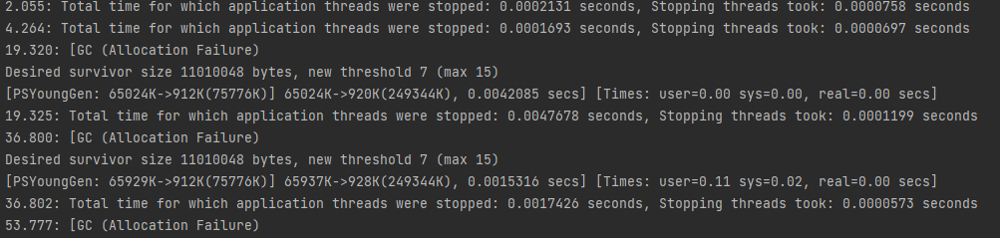 2.055: Total time for which application threads were stopped: 0.0002131 seconds, Stopping threads took: 0.0000758 seconds
4.264: Total time for which application threads were stopped: 0.0001693 seconds, Stopping threads took: 0.0000697 seconds
19.320: [GC (Allocation Failure)
Desired survivor size 11010048 bytes, new threshold 7 (max 15)
[PSYoungGen: 65024K->912K(75776K)] 65024K->920K(249344K), 0.0042085 secs] [Times: user=0.00 sys=0.00, real=0.00 secs]
19.325: Total time for which application threads were stopped: 0.0047678 seconds, Stopping threads took: 0.0001199 seconds
36.800: [GC (Allocation Failure)
Desired survivor size 11010048 bytes, new threshold 7 (max 15)
[PSYoungGen: 65929K->912K(75776K)] 65937K->928K(249344K), 0.0015316 secs] [Times: user=0.11 sys=0.02, real=0.00 secs]
36.802: Total time for which application threads were stopped: 0.0017426 seconds, Stopping threads took: 0.0000573 seconds
53.777: [GC (Allocation Failure)